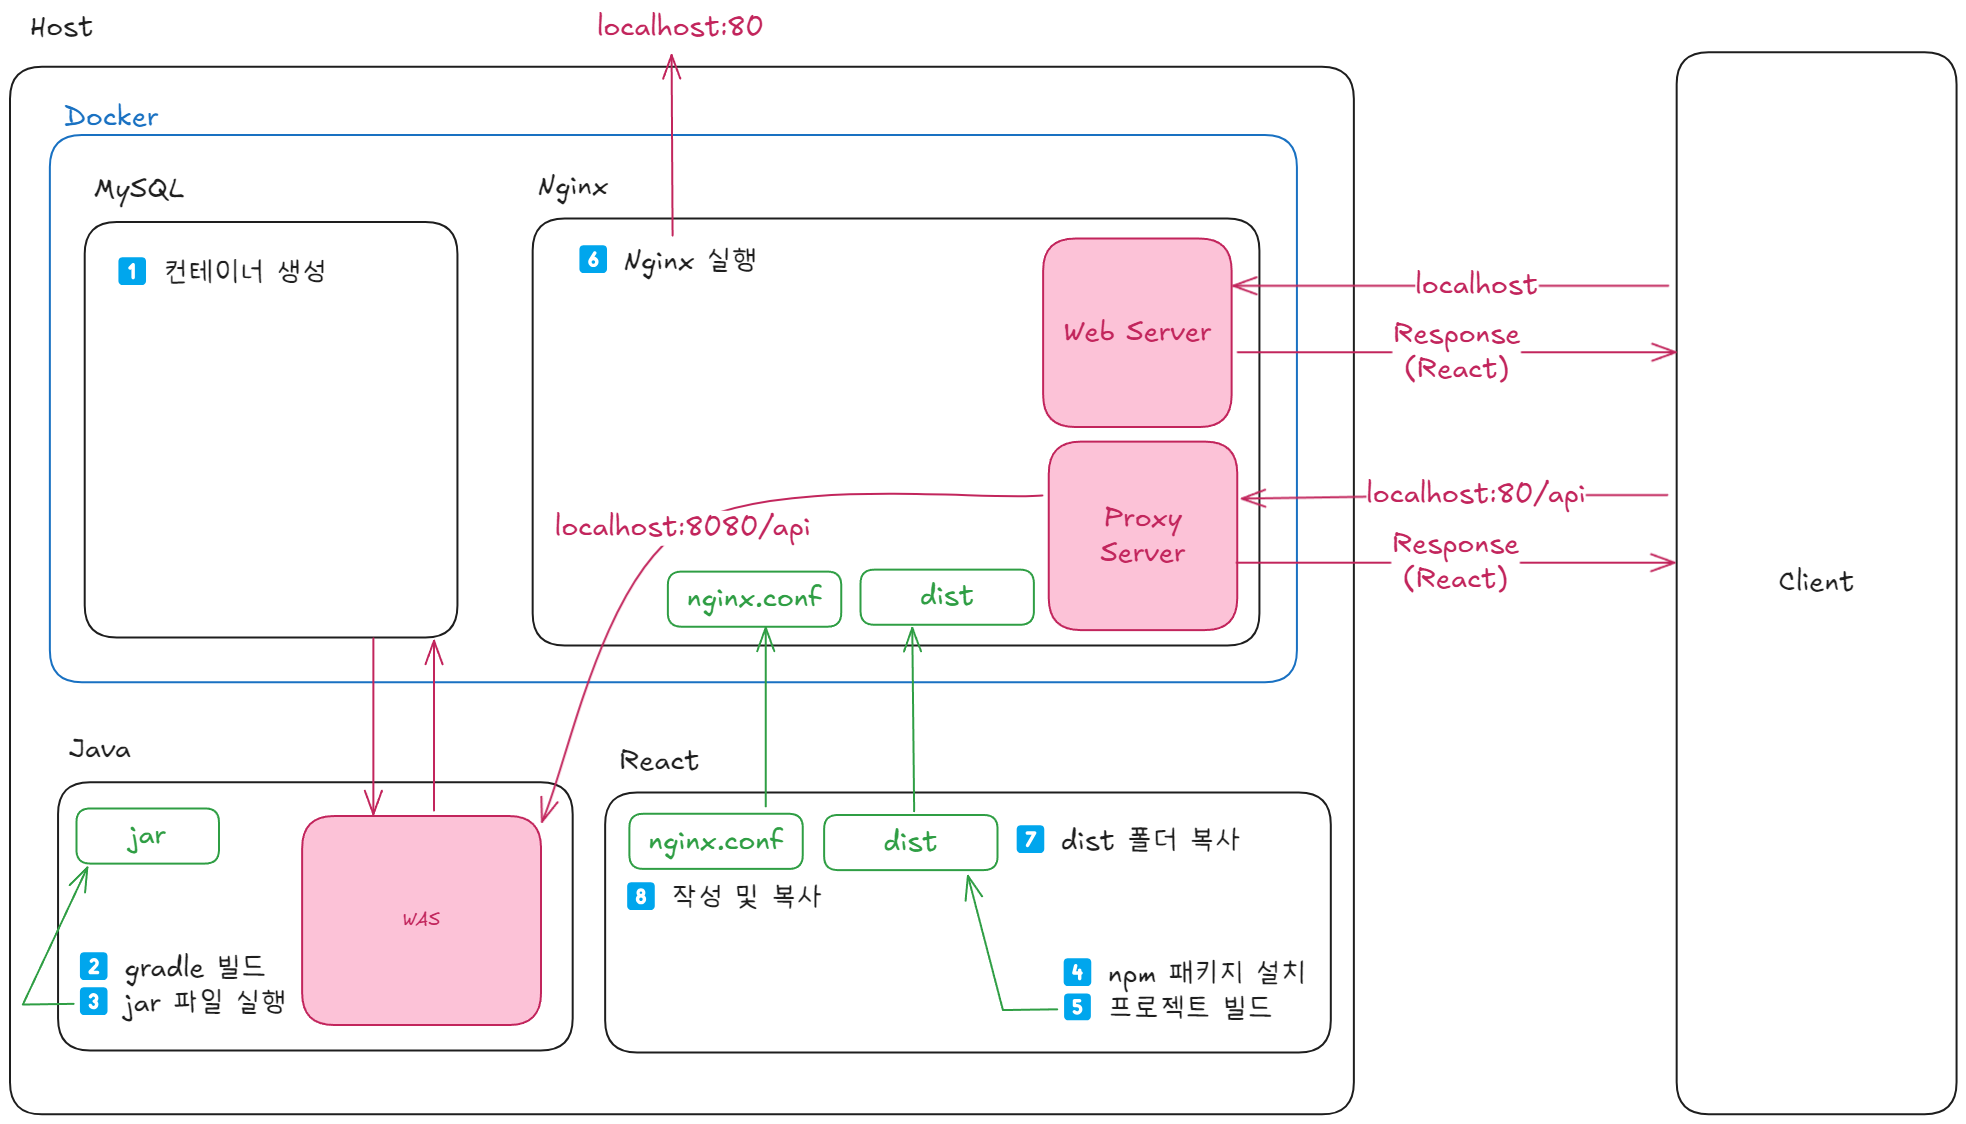 Host
localhost:80
Docker
MySQL
1 컨테이너 생성
Nginx
6 Nginx 실행
Web Server
localhost
Response
(React)
Proxy
Server
localhost:80/api
Response
(React)
localhost:8080/api
nginx.conf
dist
Client
Java
jar
WAS
2 gradle 빌드
3 jar 파일 실행
React
nginx.conf
dist
7 dist 폴더 복사
8 작성 및 복사
4 npm 패키지 설치
5 프로젝트 빌드